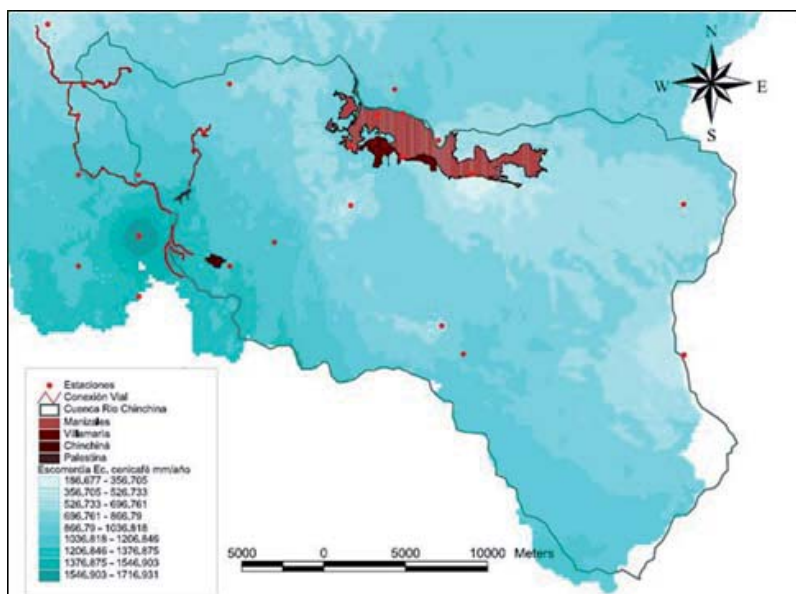 N
W E
S
Estaciones
Conexión Vial
Cuenca Río Chinchina
Manizales
Villamaría
Chinchiná
Palestina
Escorrentía Ec. cenicafé mm/año
186,677 - 356,705
356,705 - 526,733
526,733 - 696,761
696,761 - 866,79
866,79 - 1036,818
1036,818 - 1206,846
1206,846 - 1376,875
1376,875 - 1546,903
1546,903 - 1716,931
5000 0 5000 10000 Meters